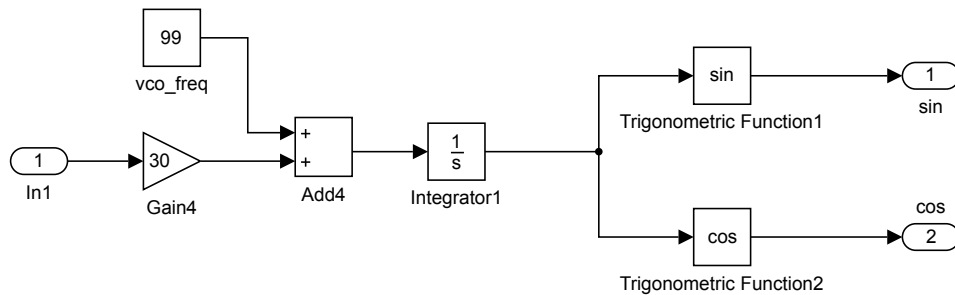 99
vco_freq
1
In1
30
Gain4
+
+
Add4
1
s
Integrator1
sin
Trigonometric Function1
1
sin
cos
Trigonometric Function2
cos
2